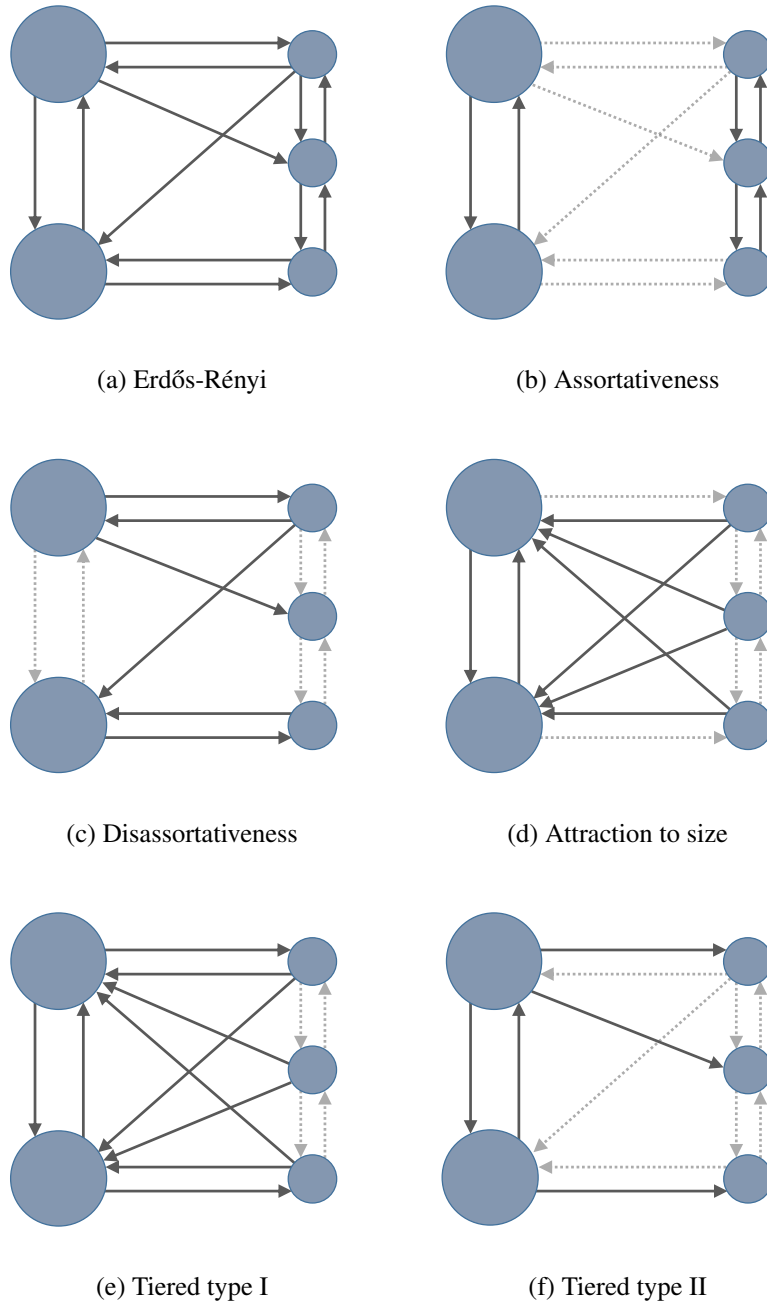 (a) Erdős-Rényi
(b) Assortativeness
(c) Disassortativeness
(d) Attraction to size
(e) Tiered type I
(f) Tiered type II